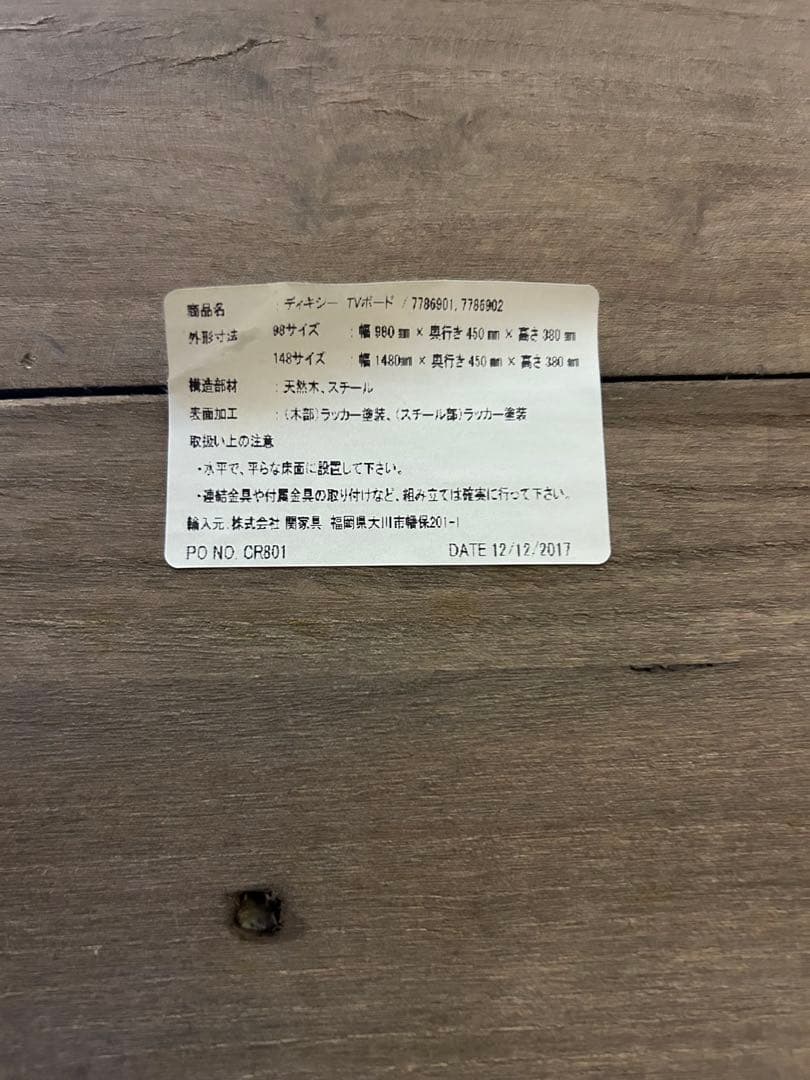 商品名 : ディキシー TVボード / 7786901, 7786902
外形寸法 98サイズ : 幅 980 mm × 奥行き 450 mm × 高さ 380 mm
148サイズ : 幅 1480mm × 奥行き 450 mm × 高さ 380 mm
構造部材 : 天然木、スチール
表面加工 : (木部)ラッカー塗装、(スチール部)ラッカー塗装
取扱い上の注意
・水平で、平らな床面に設置して下さい。
・連結金具や付属金具の取り付けなど、組み立ては確実に行って下さい。
輸入元: 株式会社 関家具 福岡県大川市幡保201-1
PO NO. CR801 DATE 12/12/2017